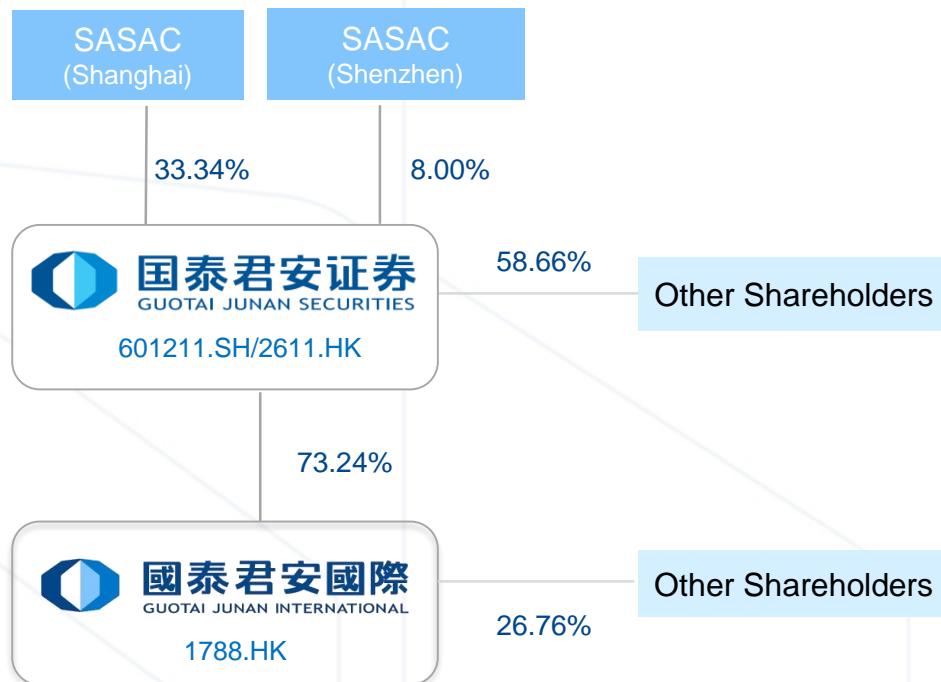 SASAC
(Shanghai)
SASAC
(Shenzhen)
33.34%
8.00%
国泰君安证券
GUOTAI JUNAN SECURITIES
601211.SH/2611.HK
58.66%
Other Shareholders
73.24%
國泰君安國際
GUOTAI JUNAN INTERNATIONAL
1788.HK
26.76%
Other Shareholders